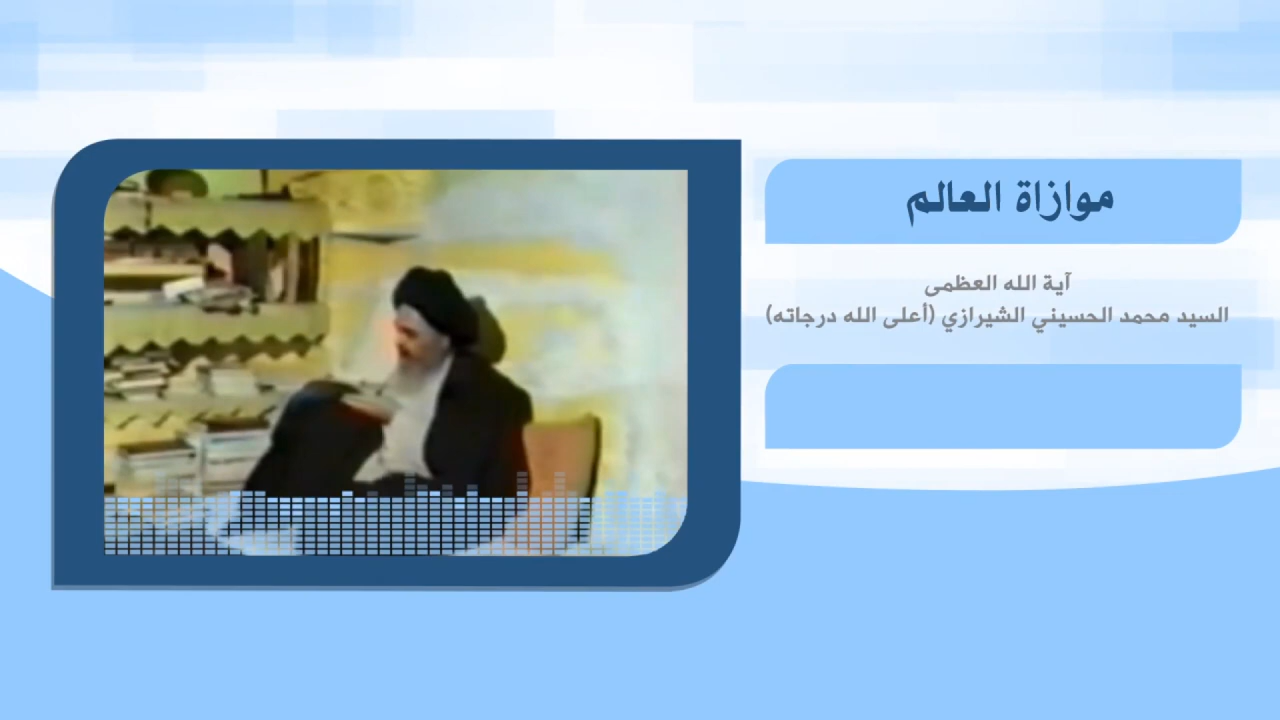 موازاة العالم
آية الله العظمى
السيد محمد الحسيني الشيرازي (أعلى الله درجاته)